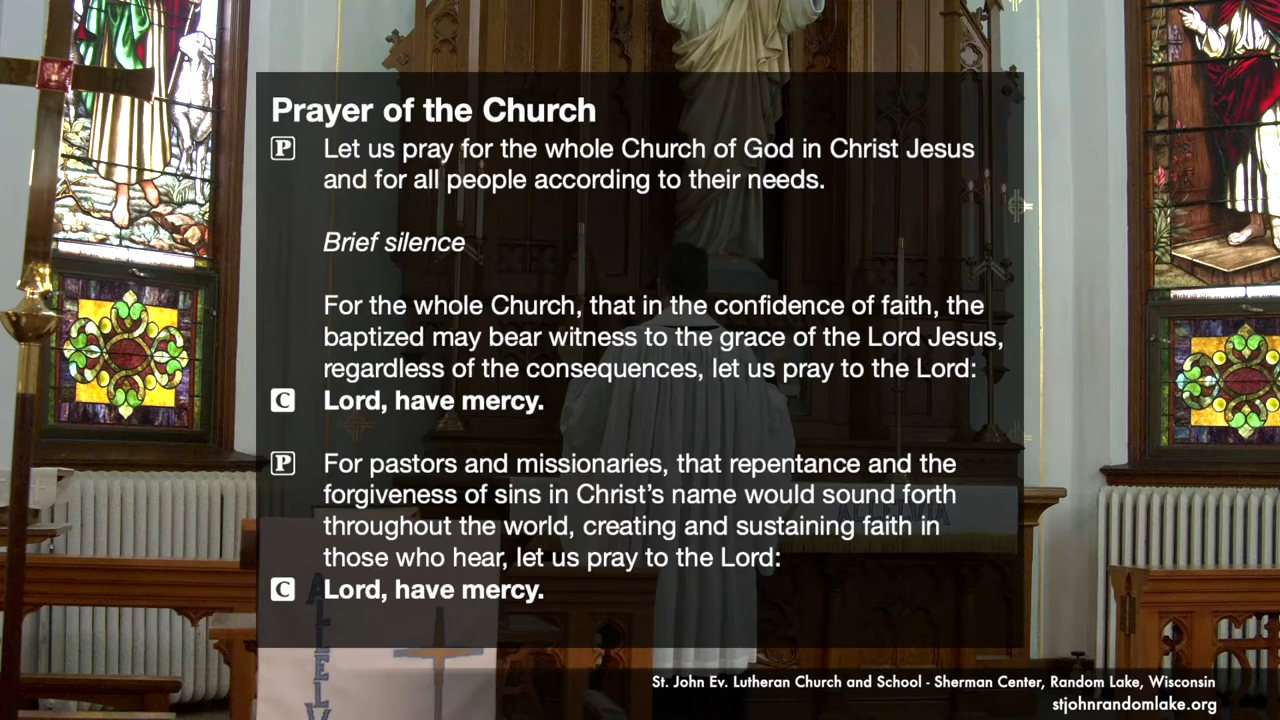 Prayer of the Church
P Let us pray for the whole Church of God in Christ Jesus
and for all people according to their needs.
Brief silence
For the whole Church, that in the confidence of faith, the
baptized may bear witness to the grace of the Lord Jesus,
regardless of the consequences, let us pray to the Lord:
C Lord, have mercy.
P For pastors and missionaries, that repentance and the
forgiveness of sins in Christ’s name would sound forth
throughout the world, creating and sustaining faith in
those who hear, let us pray to the Lord:
C Lord, have mercy.
ALLELUIA
St. John Ev. Lutheran Church and School - Sherman Center, Random Lake, Wisconsin
stjohnrandomlake.org